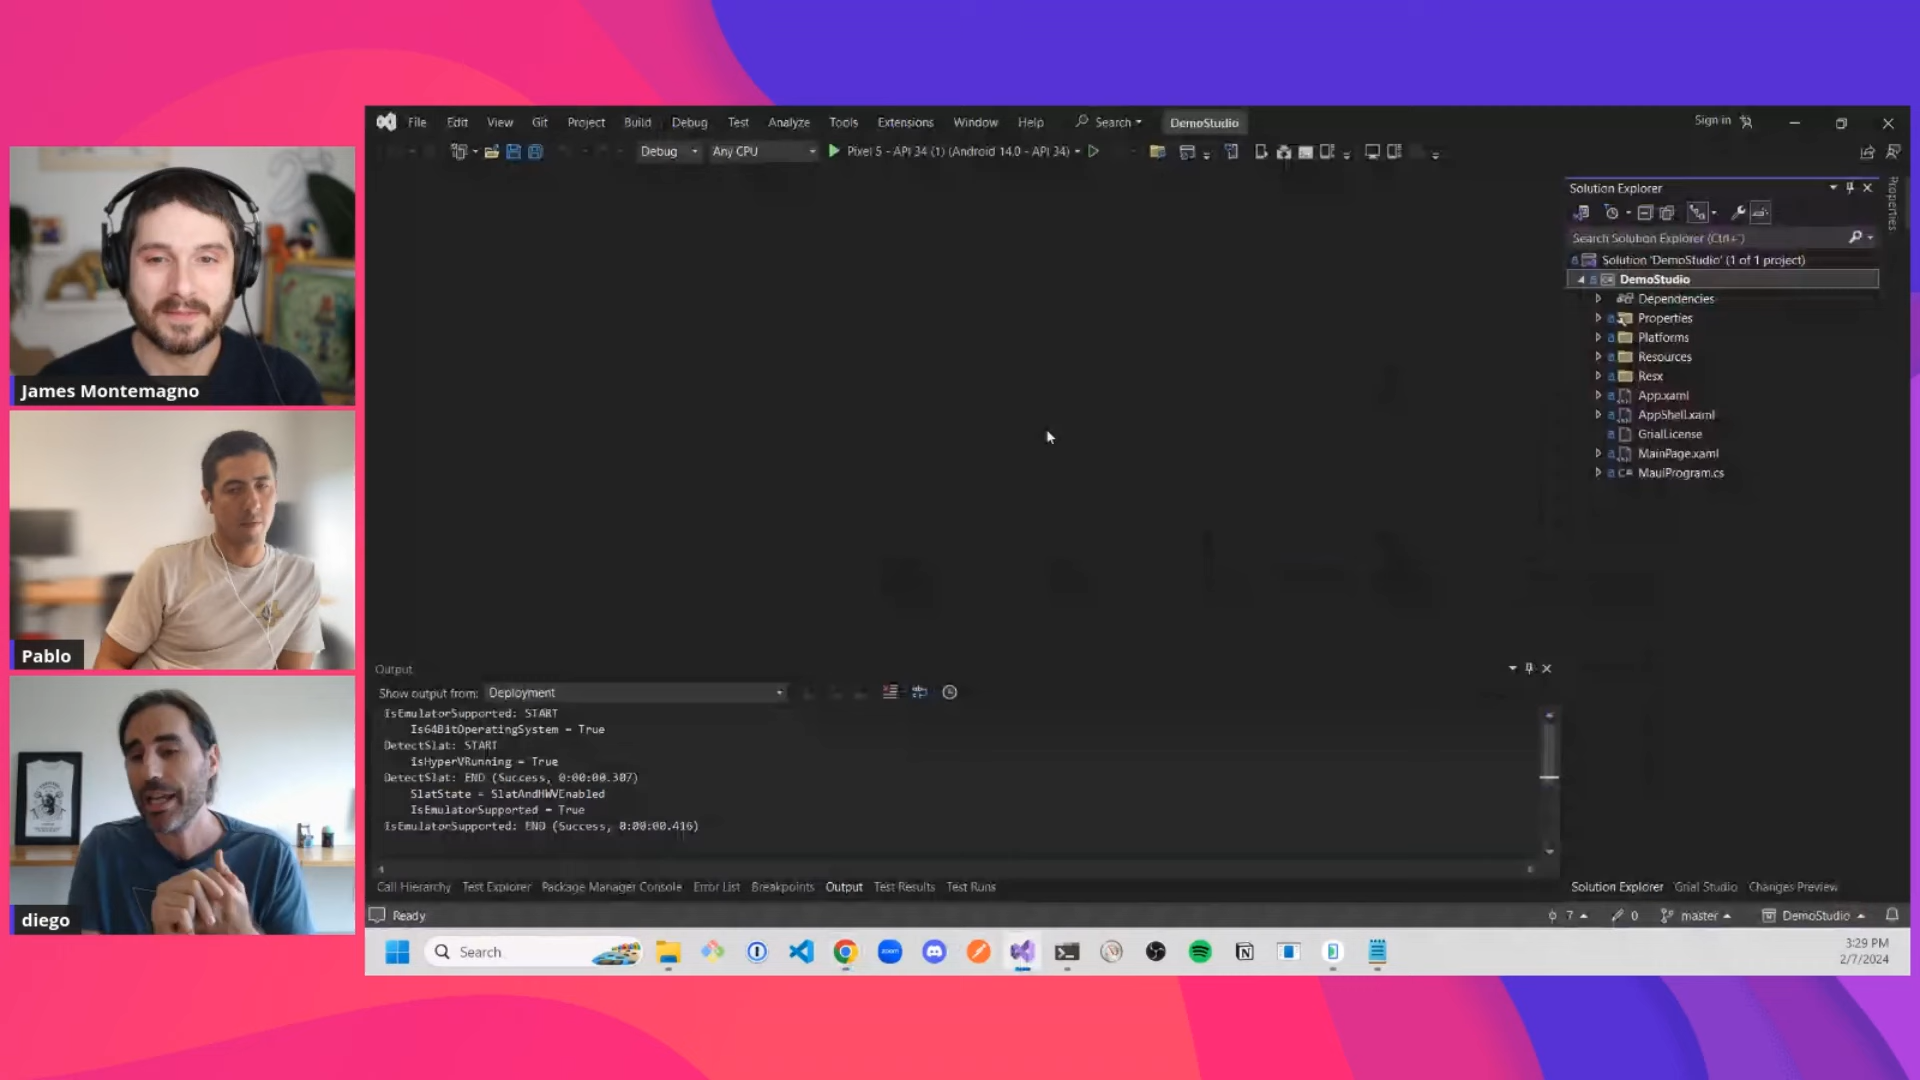 File Edit View Git Project Build Debug Test Analyze Tools Extensions Window Help Search DemoStudio Sign in
Debug Any CPU Pixel 5 - API 34 (1) (Android 14.0 - API 34)
Solution Explorer
Properties
Search Solution Explorer (Ctrl+;)
Solution 'DemoStudio' (1 of 1 project)
DemoStudio
Dependencies
Properties
Platforms
Resources
Resx
App.xaml
AppShell.xaml
GrialLicense
MainPage.xaml
MauiProgram.cs
James Montemagno
Pablo
diego
Output
Show output from: Deployment
IsEmulatorSupported: START
Is64BitOperatingSystem = True
DetectSlat: START
IsHyperVRunning = True
DetectSlat: END (Success, 0:00:00.307)
SlatState = SlatAndHWVEnabled
IsEmulatorSupported = True
IsEmulatorSupported: END (Success, 0:00:00.416)
Call Hierarchy Test Explorer Package Manager Console Error List Breakpoints Output Test Results Test Runs
Solution Explorer Grial Studio Changes Preview
Ready
7 0 master DemoStudio
Search
zoom
3:29 PM
2/7/2024